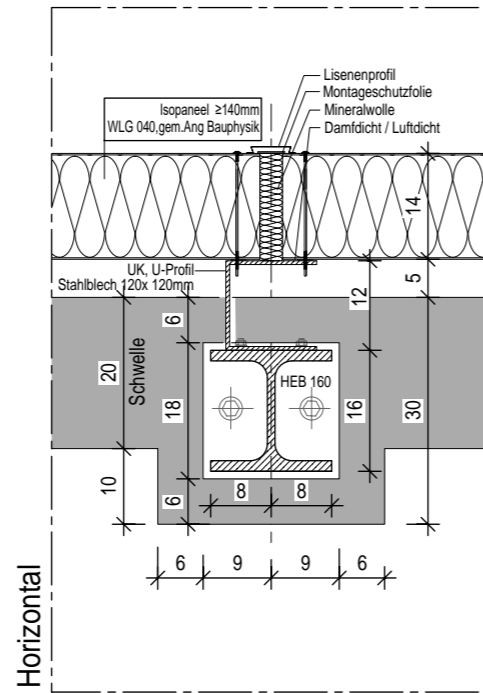 Lisenenprofil
Montageschutzfolie
Mineralwolle
Damfdicht / Luftdicht
Isopaneel ≥140mm
WLG 040,gem.Ang Bauphysik
14
UK, U-Profil
Stahlblech 120x 120mm
5
12
6
20
Schwelle
18
HEB 160
16
30
10
6
8
8
6
9
9
6
Horizontal